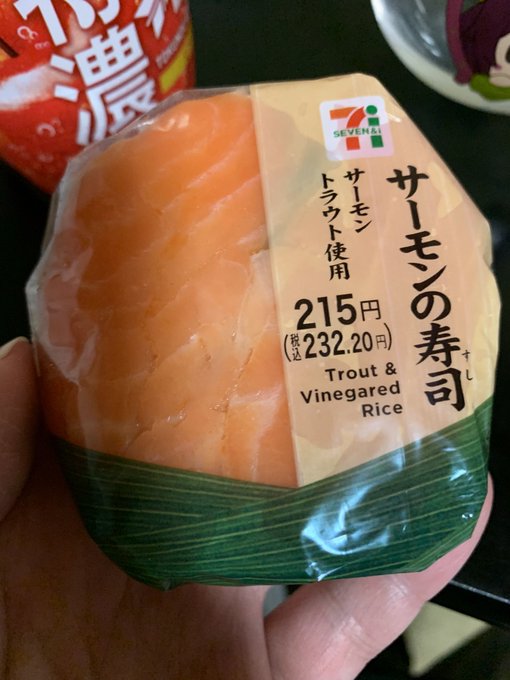 特濃
SEVEN&i
サーモンの寿司
すし
サーモン
トラウト使用
215円
(税込232.20円)
Trout &
Vinegared
Rice